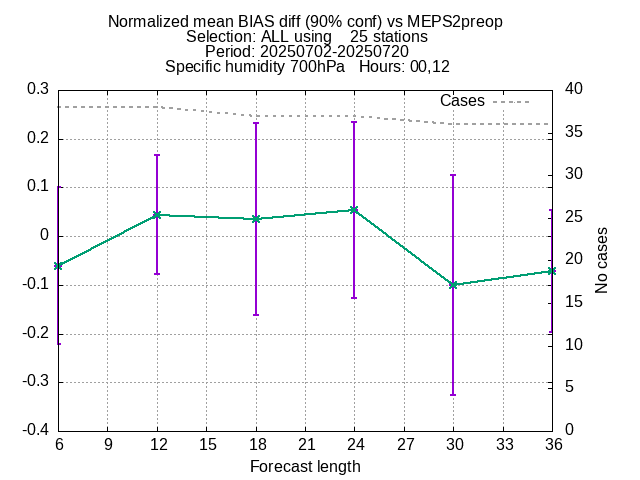 Normalized mean BIAS diff (90% conf) vs MEPS2preop
Selection: ALL using    25 stations
Period: 20250702-20250720
Specific humidity 700hPa   Hours: 00,12
Cases
0.3
0.2
0.1
0
-0.1
-0.2
-0.3
-0.4
40
35
30
25
20
15
10
5
0
No cases
6 9 12 15 18 21 24 27 30 33 36
Forecast length